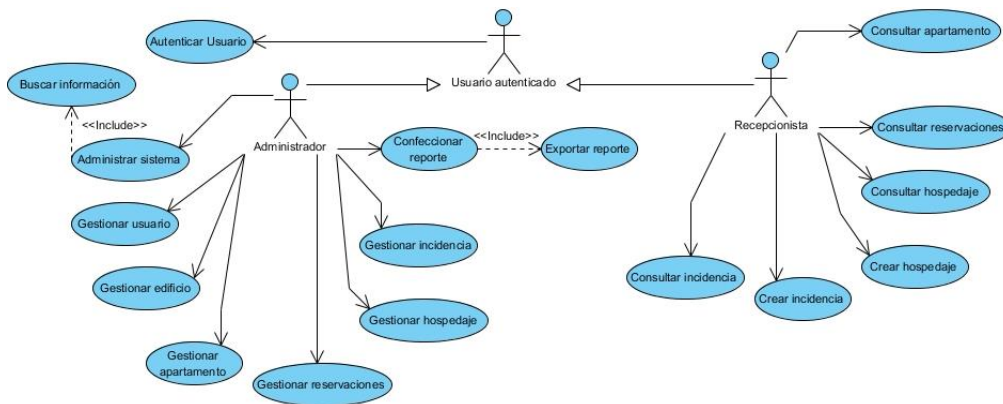 Autenticar Usuario
Usuario autenticado
Consultar apartamento
Buscar información
<<Include>>
Administrar sistema
Administrador
Confeccionar
reporte
<<Include>>
Exportar reporte
Recepcionista
Consultar reservaciones
Consultar hospedaje
Gestionar usuario
Gestionar incidencia
Gestionar edificio
Consultar incidencia
Crear hospedaje
Crear incidencia
Gestionar hospedaje
Gestionar
apartamento
Gestionar reservaciones